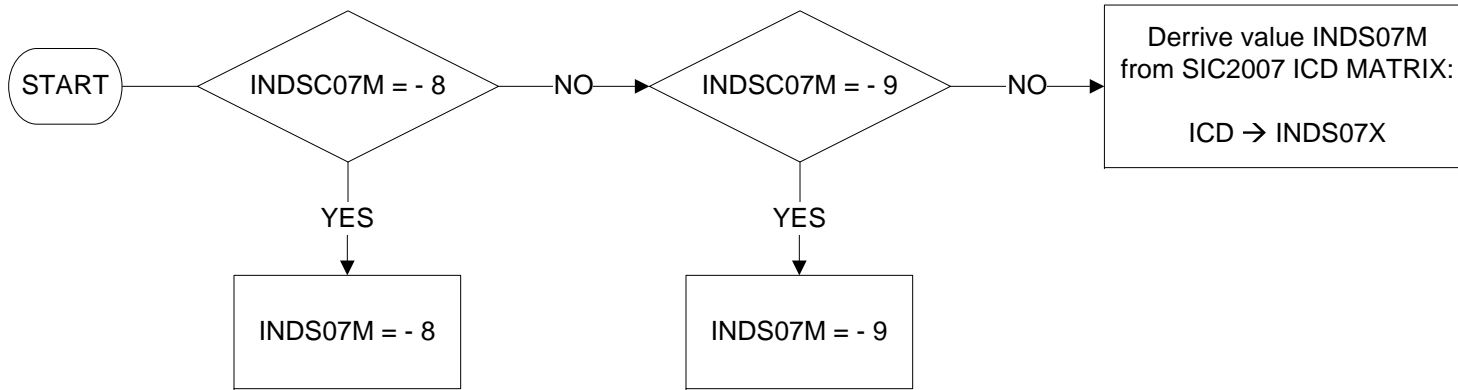 START
INDSC07M = - 8
NO
INDSC07M = - 9
NO
Derrive value INDS07M
from SIC2007 ICD MATRIX:
ICD → INDS07X
YES
YES
INDS07M = - 8
INDS07M = - 9